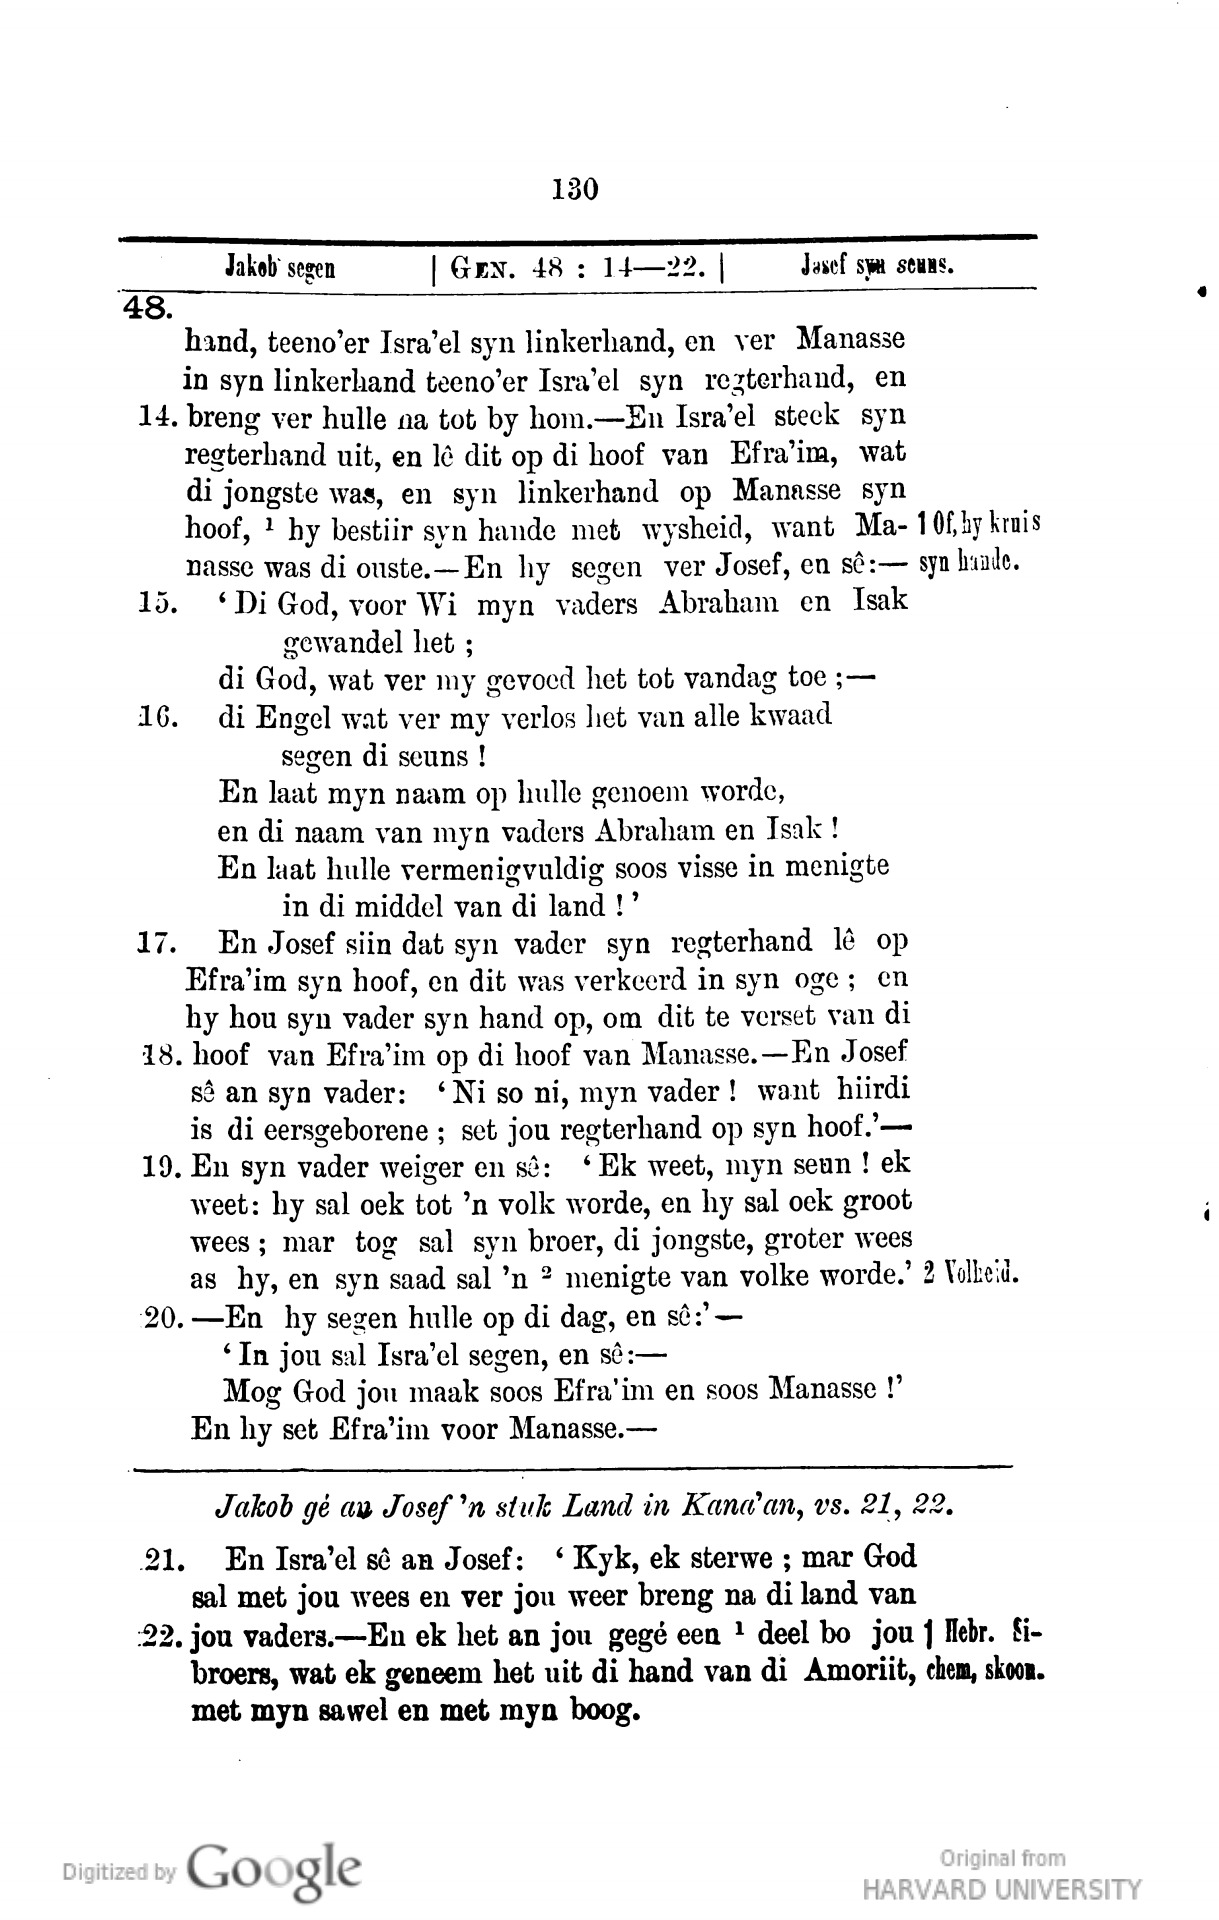 130
Jakob segen | GEN. 48 : 14—22. | Josef syn seuns.
48.
hand, teeno’er Isra’el syn linkerhand, en ver Manasse
in syn linkerhand teeno’er Isra’el syn regterhand, en
14. breng ver hulle na tot by hom.—En Isra’el steek syn
regterhand uit, en lê dit op di hoof van Efra’im, wat
di jongste was, en syn linkerhand op Manasse syn
hoof, ¹ hy bestiir syn hande met wysheid, want Ma- 1 Of, hy kruis
nasse was di ouste.—En hy segen ver Josef, en sê:— syn hande.
15. ‘ Di God, voor Wi myn vaders Abraham en Isak
gewandel het ;
di God, wat ver my gevoed het tot vandag toe ;—
16. di Engel wat ver my verlos het van alle kwaad
segen di seuns !
En laat myn naam op hulle genoem worde,
en di naam van myn vaders Abraham en Isak !
En laat hulle vermenigvuldig soos visse in menigte
in di middel van di land ! ’
17. En Josef siin dat syn vader syn regterhand lê op
Efra’im syn hoof, en dit was verkeerd in syn oge ; en
hy hou syn vader syn hand op, om dit te verset van di
18. hoof van Efra’im op di hoof van Manasse.—En Josef
sê an syn vader: ‘ Ni so ni, myn vader ! want hiirdi
is di eersgeborene ; set jou regterhand op syn hoof.’—
19. En syn vader weiger en sê: ‘ Ek weet, myn seun ! ek
weet: hy sal oek tot ’n volk worde, en hy sal oek groot
wees ; mar tog sal syn broer, di jongste, groter wees
as hy, en syn saad sal ’n ² menigte van volke worde.’ 2 Volheid.
20. —En hy segen hulle op di dag, en sê:’—
‘ In jou sal Isra’el segen, en sê:—
Mog God jou maak soos Efra’im en soos Manasse !’
En hy set Efra’im voor Manasse.—
Jakob gé an Josef ’n stuk Land in Kana’an, vs. 21, 22.
21. En Isra’el sê an Josef: ‘ Kyk, ek sterwe ; mar God
sal met jou wees en ver jou weer breng na di land van
22. jou vaders.—En ek het an jou gegé een ¹ deel bo jou 1 Hebr. Si-
broers, wat ek geneem het uit di hand van di Amoriit, chem, skoon.
met myn sawel en met myn boog.
Digitized by Google
Original from
HARVARD UNIVERSITY